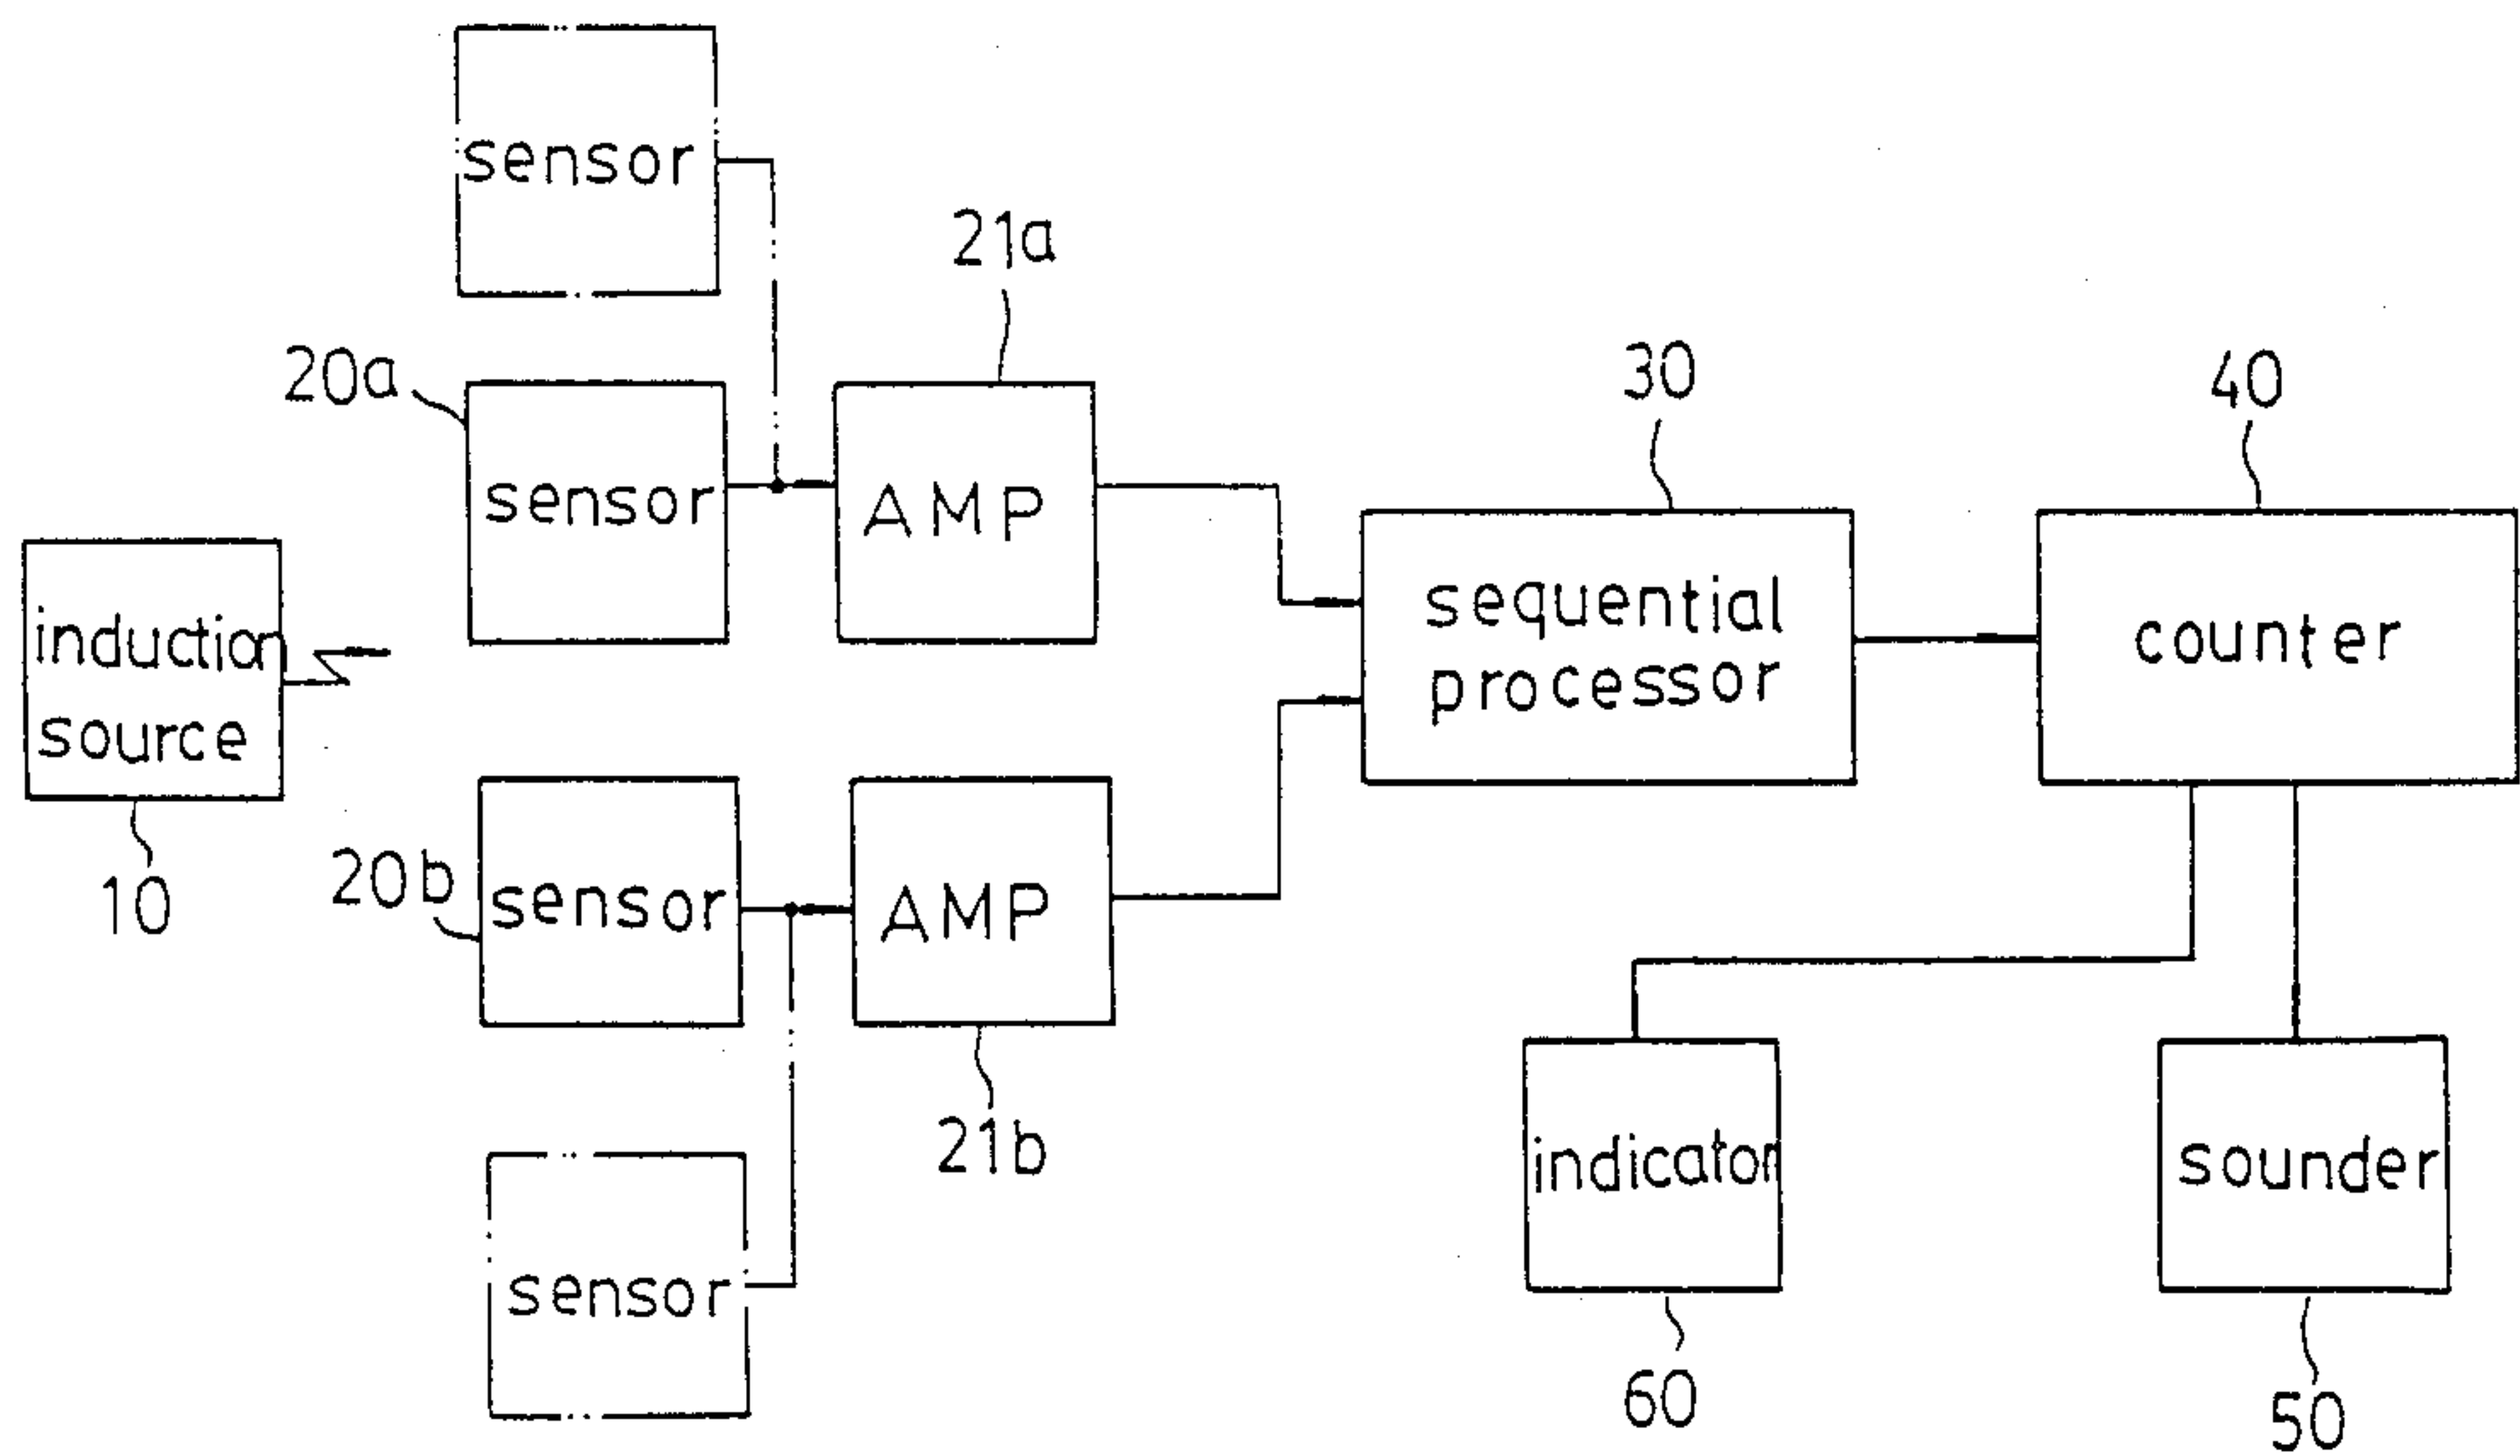 sensor
21a
20a
30
40
sensor
AMP
induction
source
sequential
processor
counter
10
20b
sensor
AMP
21b
indicator
sounder
sensor
60
50